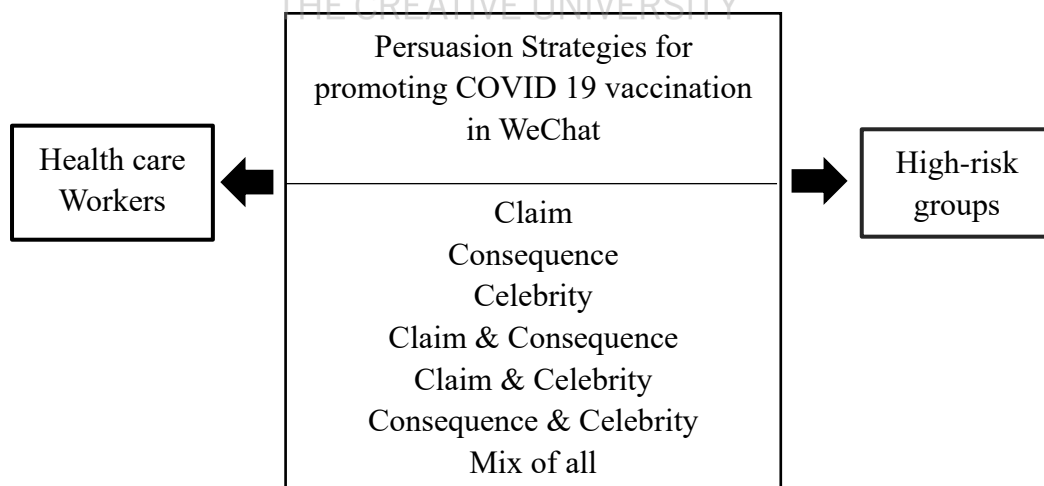 THE CREATIVE UNIVERSITY
Persuasion Strategies for
promoting COVID 19 vaccination
in WeChat
Health care
Workers
High-risk
groups
Claim
Consequence
Celebrity
Claim & Consequence
Claim & Celebrity
Consequence & Celebrity
Mix of all